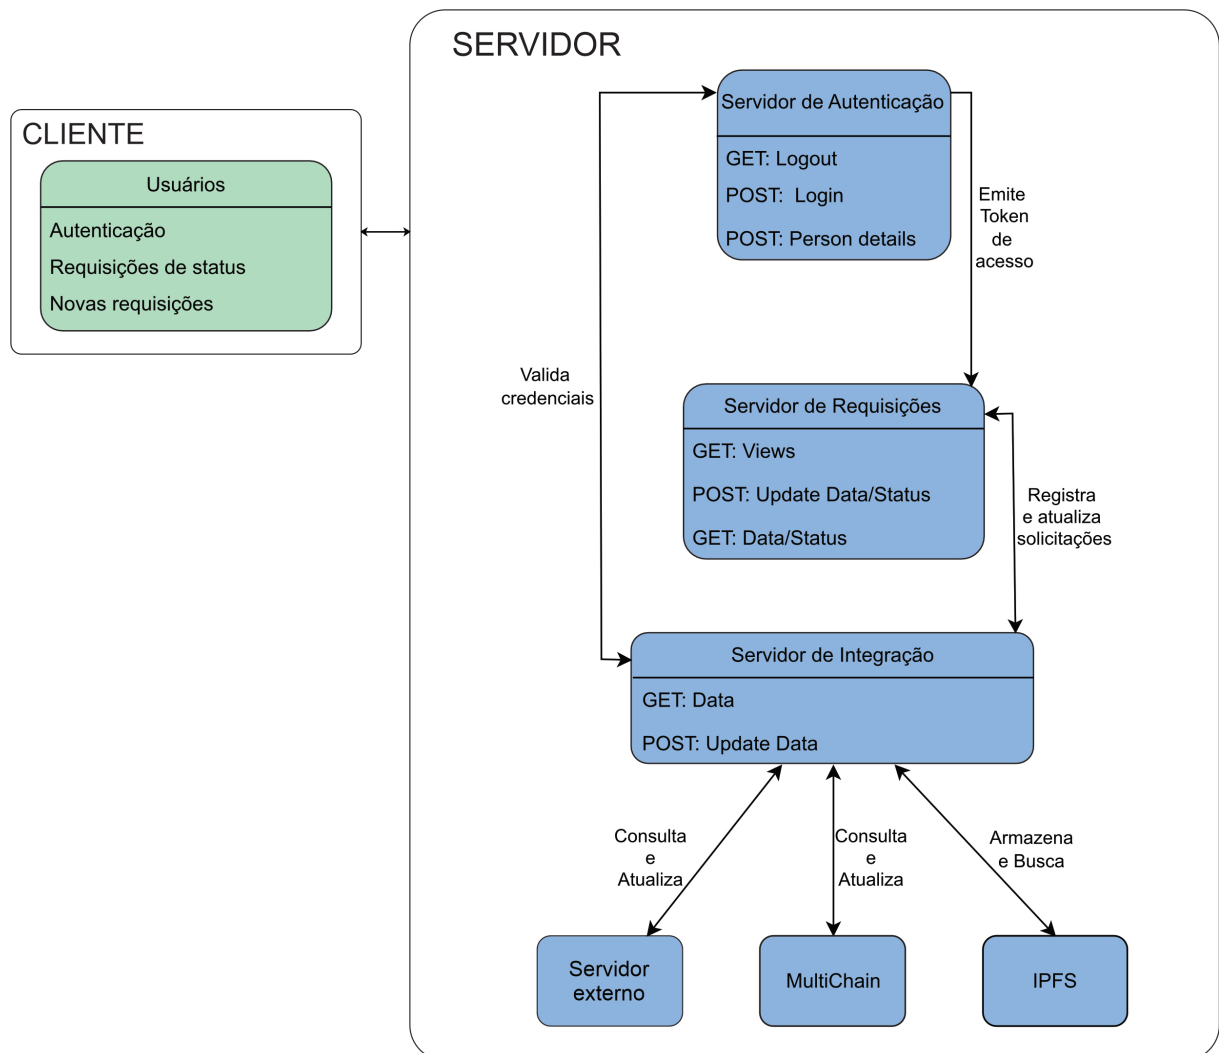 SERVIDOR
CLIENTE
Usuários
Autenticação
Requisições de status
Novas requisições
Servidor de Autenticação
GET: Logout
POST:  Login
POST: Person details
Emite
Token
de
acesso
Valida
credenciais
Servidor de Requisições
GET: Views
POST: Update Data/Status
GET: Data/Status
Registra
e atualiza
solicitações
Servidor de Integração
GET: Data
POST: Update Data
Consulta
e
Atualiza
Consulta
e
Atualiza
Armazena
e Busca
Servidor
externo
MultiChain
IPFS